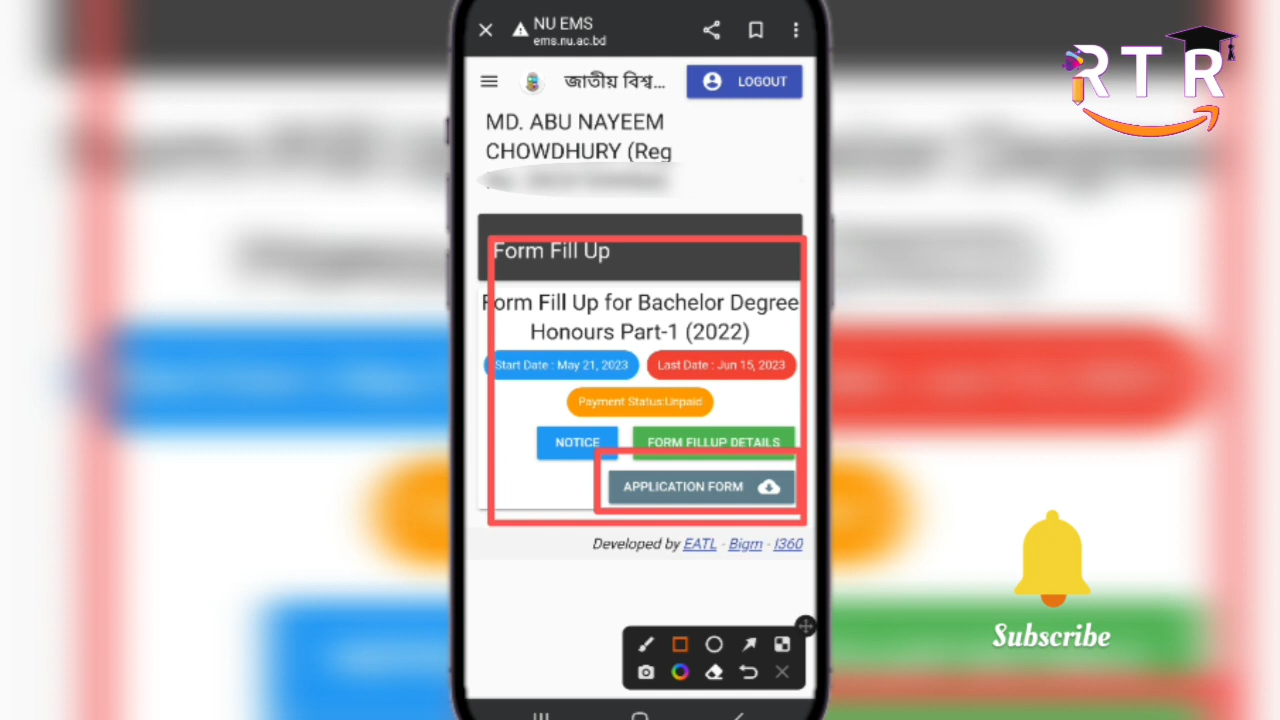 NU EMS
ems.nu.ac.bd
জাতীয় বিশ্ব...
LOGOUT
RTR
MD. ABU NAYEEM
CHOWDHURY (Reg
Form Fill Up
Form Fill Up for Bachelor Degree
Honours Part-1 (2022)
Start Date : May 21, 2023
Last Date : Jun 15, 2023
Payment Status:Unpaid
NOTICE
FORM FILLUP DETAILS
APPLICATION FORM
Developed by EATL · Bigm · I360
Subscribe